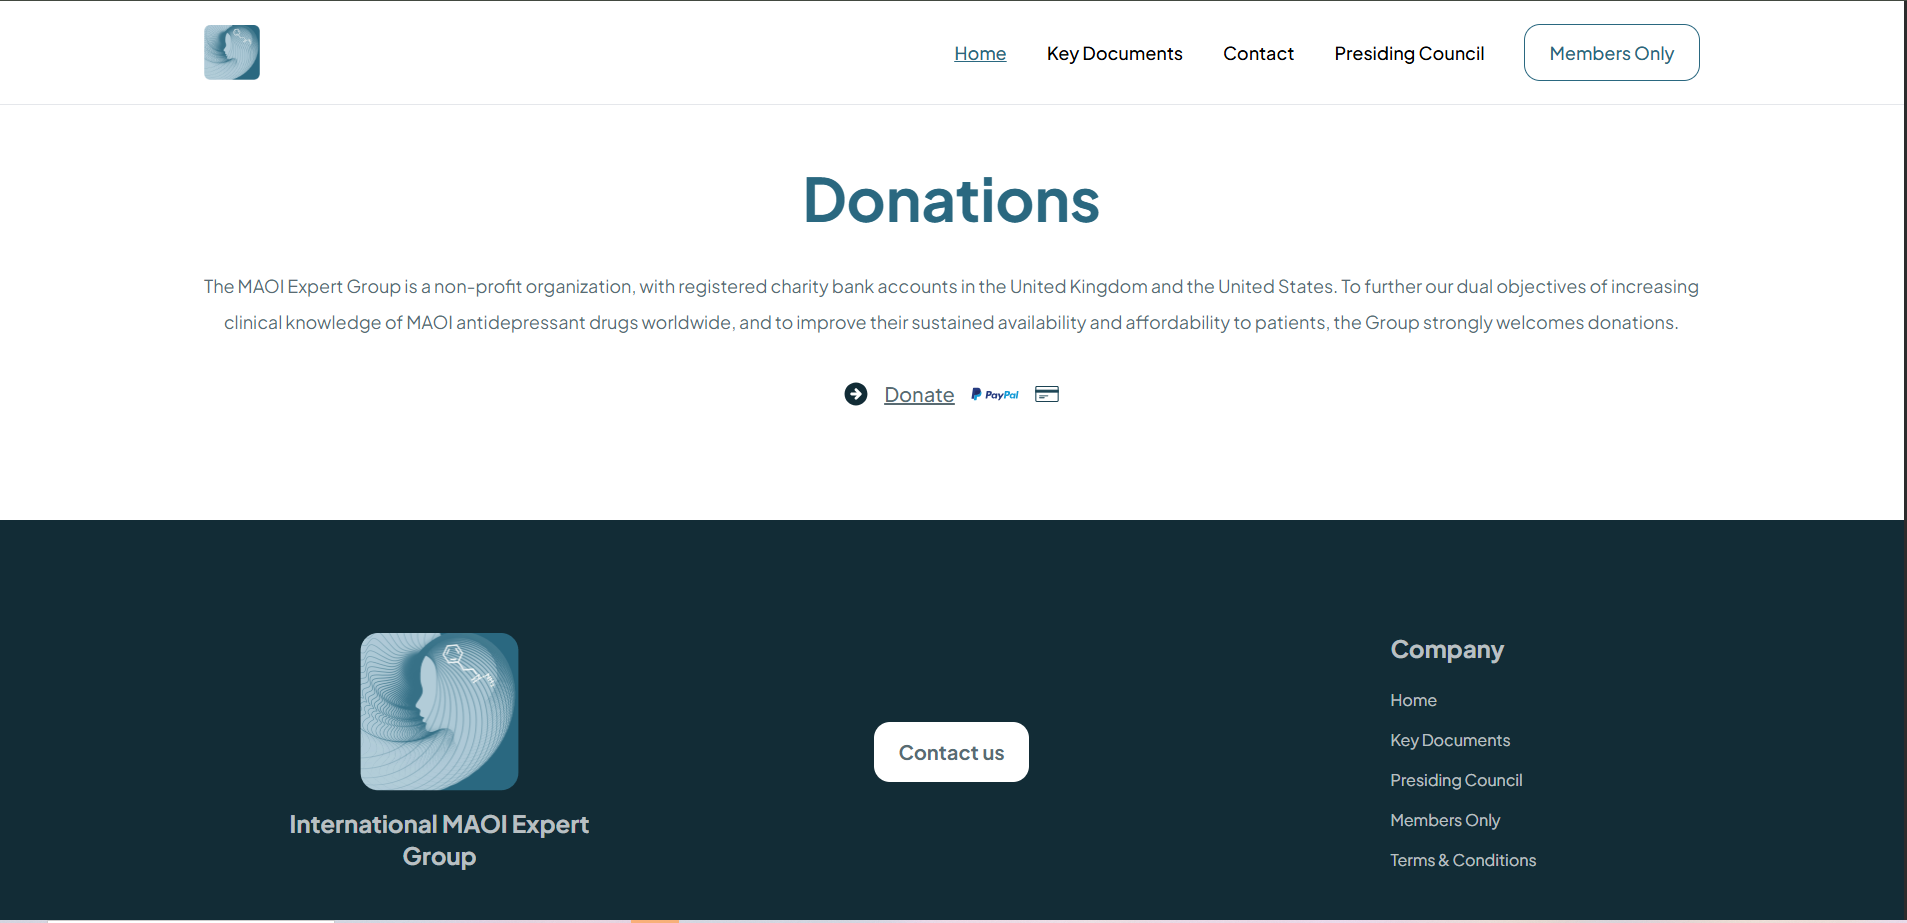 Home Key Documents Contact Presiding Council Members Only
Donations
The MAOI Expert Group is a non-profit organization, with registered charity bank accounts in the United Kingdom and the United States. To further our dual objectives of increasing
clinical knowledge of MAOI antidepressant drugs worldwide, and to improve their sustained availability and affordability to patients, the Group strongly welcomes donations.
Donate PayPal
International MAOI Expert
Group
Contact us
Company
Home
Key Documents
Presiding Council
Members Only
Terms & Conditions